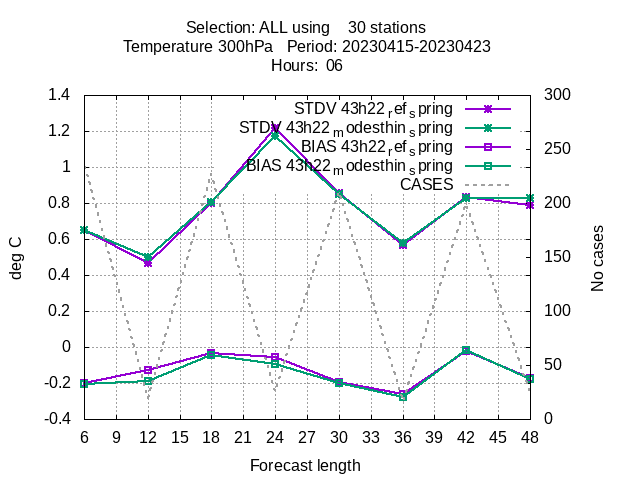 Selection: ALL using 30 stations
Temperature 300hPa Period: 20230415-20230423
Hours: 06
1.4
1.2
1
0.8
0.6
0.4
0.2
0
-0.2
-0.4
deg C
STDV 43h22_ref_spring
STDV 43h22_modesthin_spring
BIAS 43h22_ref_spring
BIAS 43h22_modesthin_spring
CASES
300
250
200
150
100
50
0
No cases
6 9 12 15 18 21 24 27 30 33 36 39 42 45 48
Forecast length